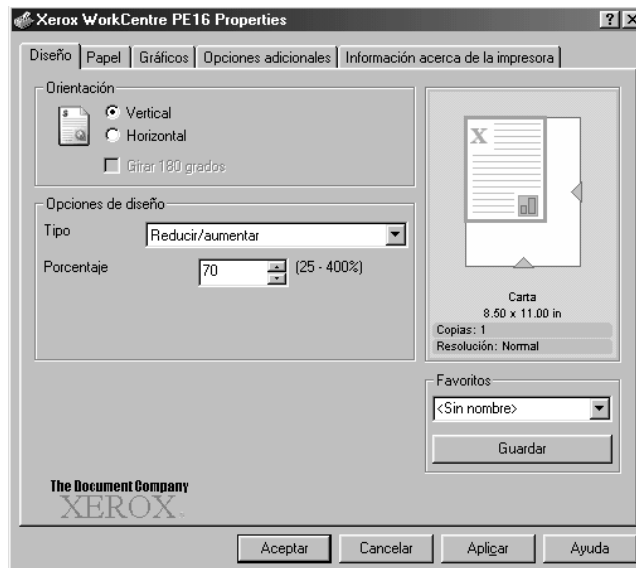 Xerox WorkCentre PE16 Properties
Diseño Papel Gráficos Opciones adicionales Información acerca de la impresora
Orientación
Vertical
Horizontal
Girar 180 grados
Opciones de diseño
Tipo Reducir/aumentar
Porcentaje 70 (25 - 400%)
X
Carta
8.50 x 11.00 in
Copias: 1
Resolución: Normal
Favoritos
<Sin nombre>
Guardar
The Document Company
XEROX
Aceptar Cancelar Aplicar Ayuda